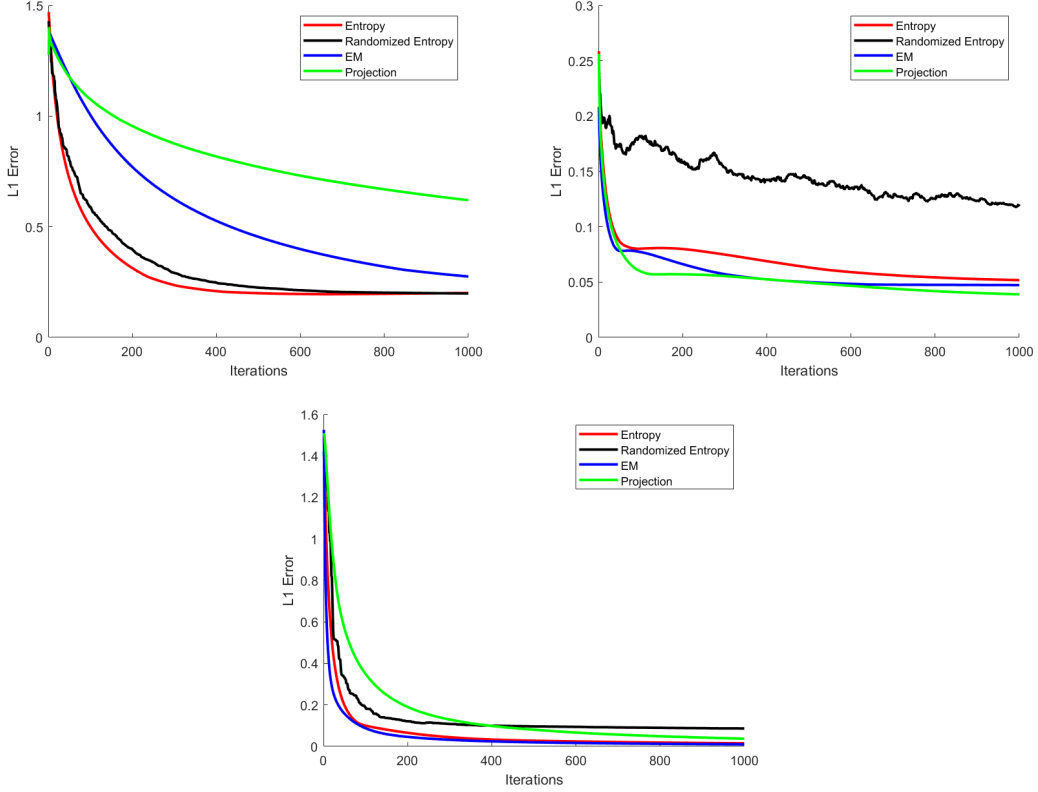 1.5
1
0.5
0
L1 Error
0
200
400
600
800
1000
Iterations
Entropy
Randomized Entropy
EM
Projection
0.3
0.25
0.2
0.15
0.1
0.05
0
L1 Error
0
200
400
600
800
1000
Iterations
Entropy
Randomized Entropy
EM
Projection
1.6
1.4
1.2
1
0.8
0.6
0.4
0.2
0
L1 Error
0
200
400
600
800
1000
Iterations
Entropy
Randomized Entropy
EM
Projection